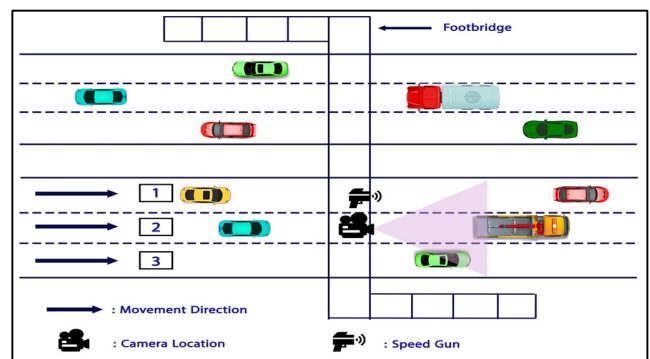 Footbridge
1
2
3
: Movement Direction
: Camera Location
: Speed Gun